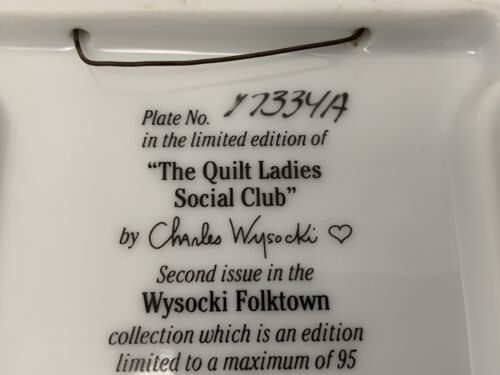 Plate No. Y7334A
in the limited edition of
“The Quilt Ladies
Social Club”
by Charles Wysocki ♡
Second issue in the
Wysocki Folktown
collection which is an edition
limited to a maximum of 95